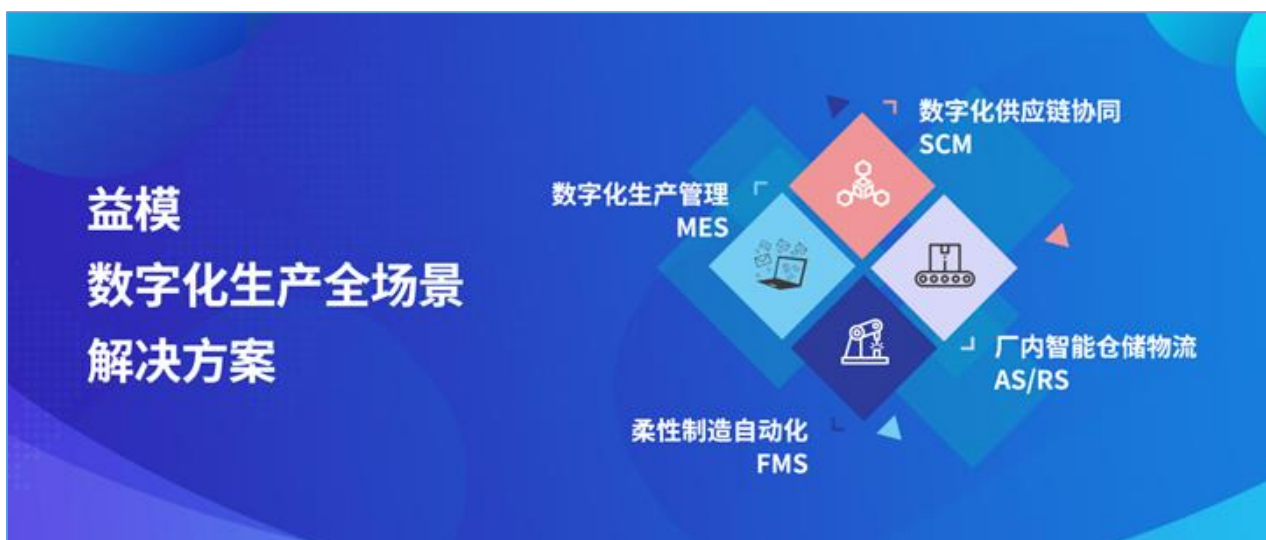 益模
数字化生产全场景
解决方案
数字化供应链协同
SCM
数字化生产管理
MES
厂内智能仓储物流
AS/RS
柔性制造自动化
FMS